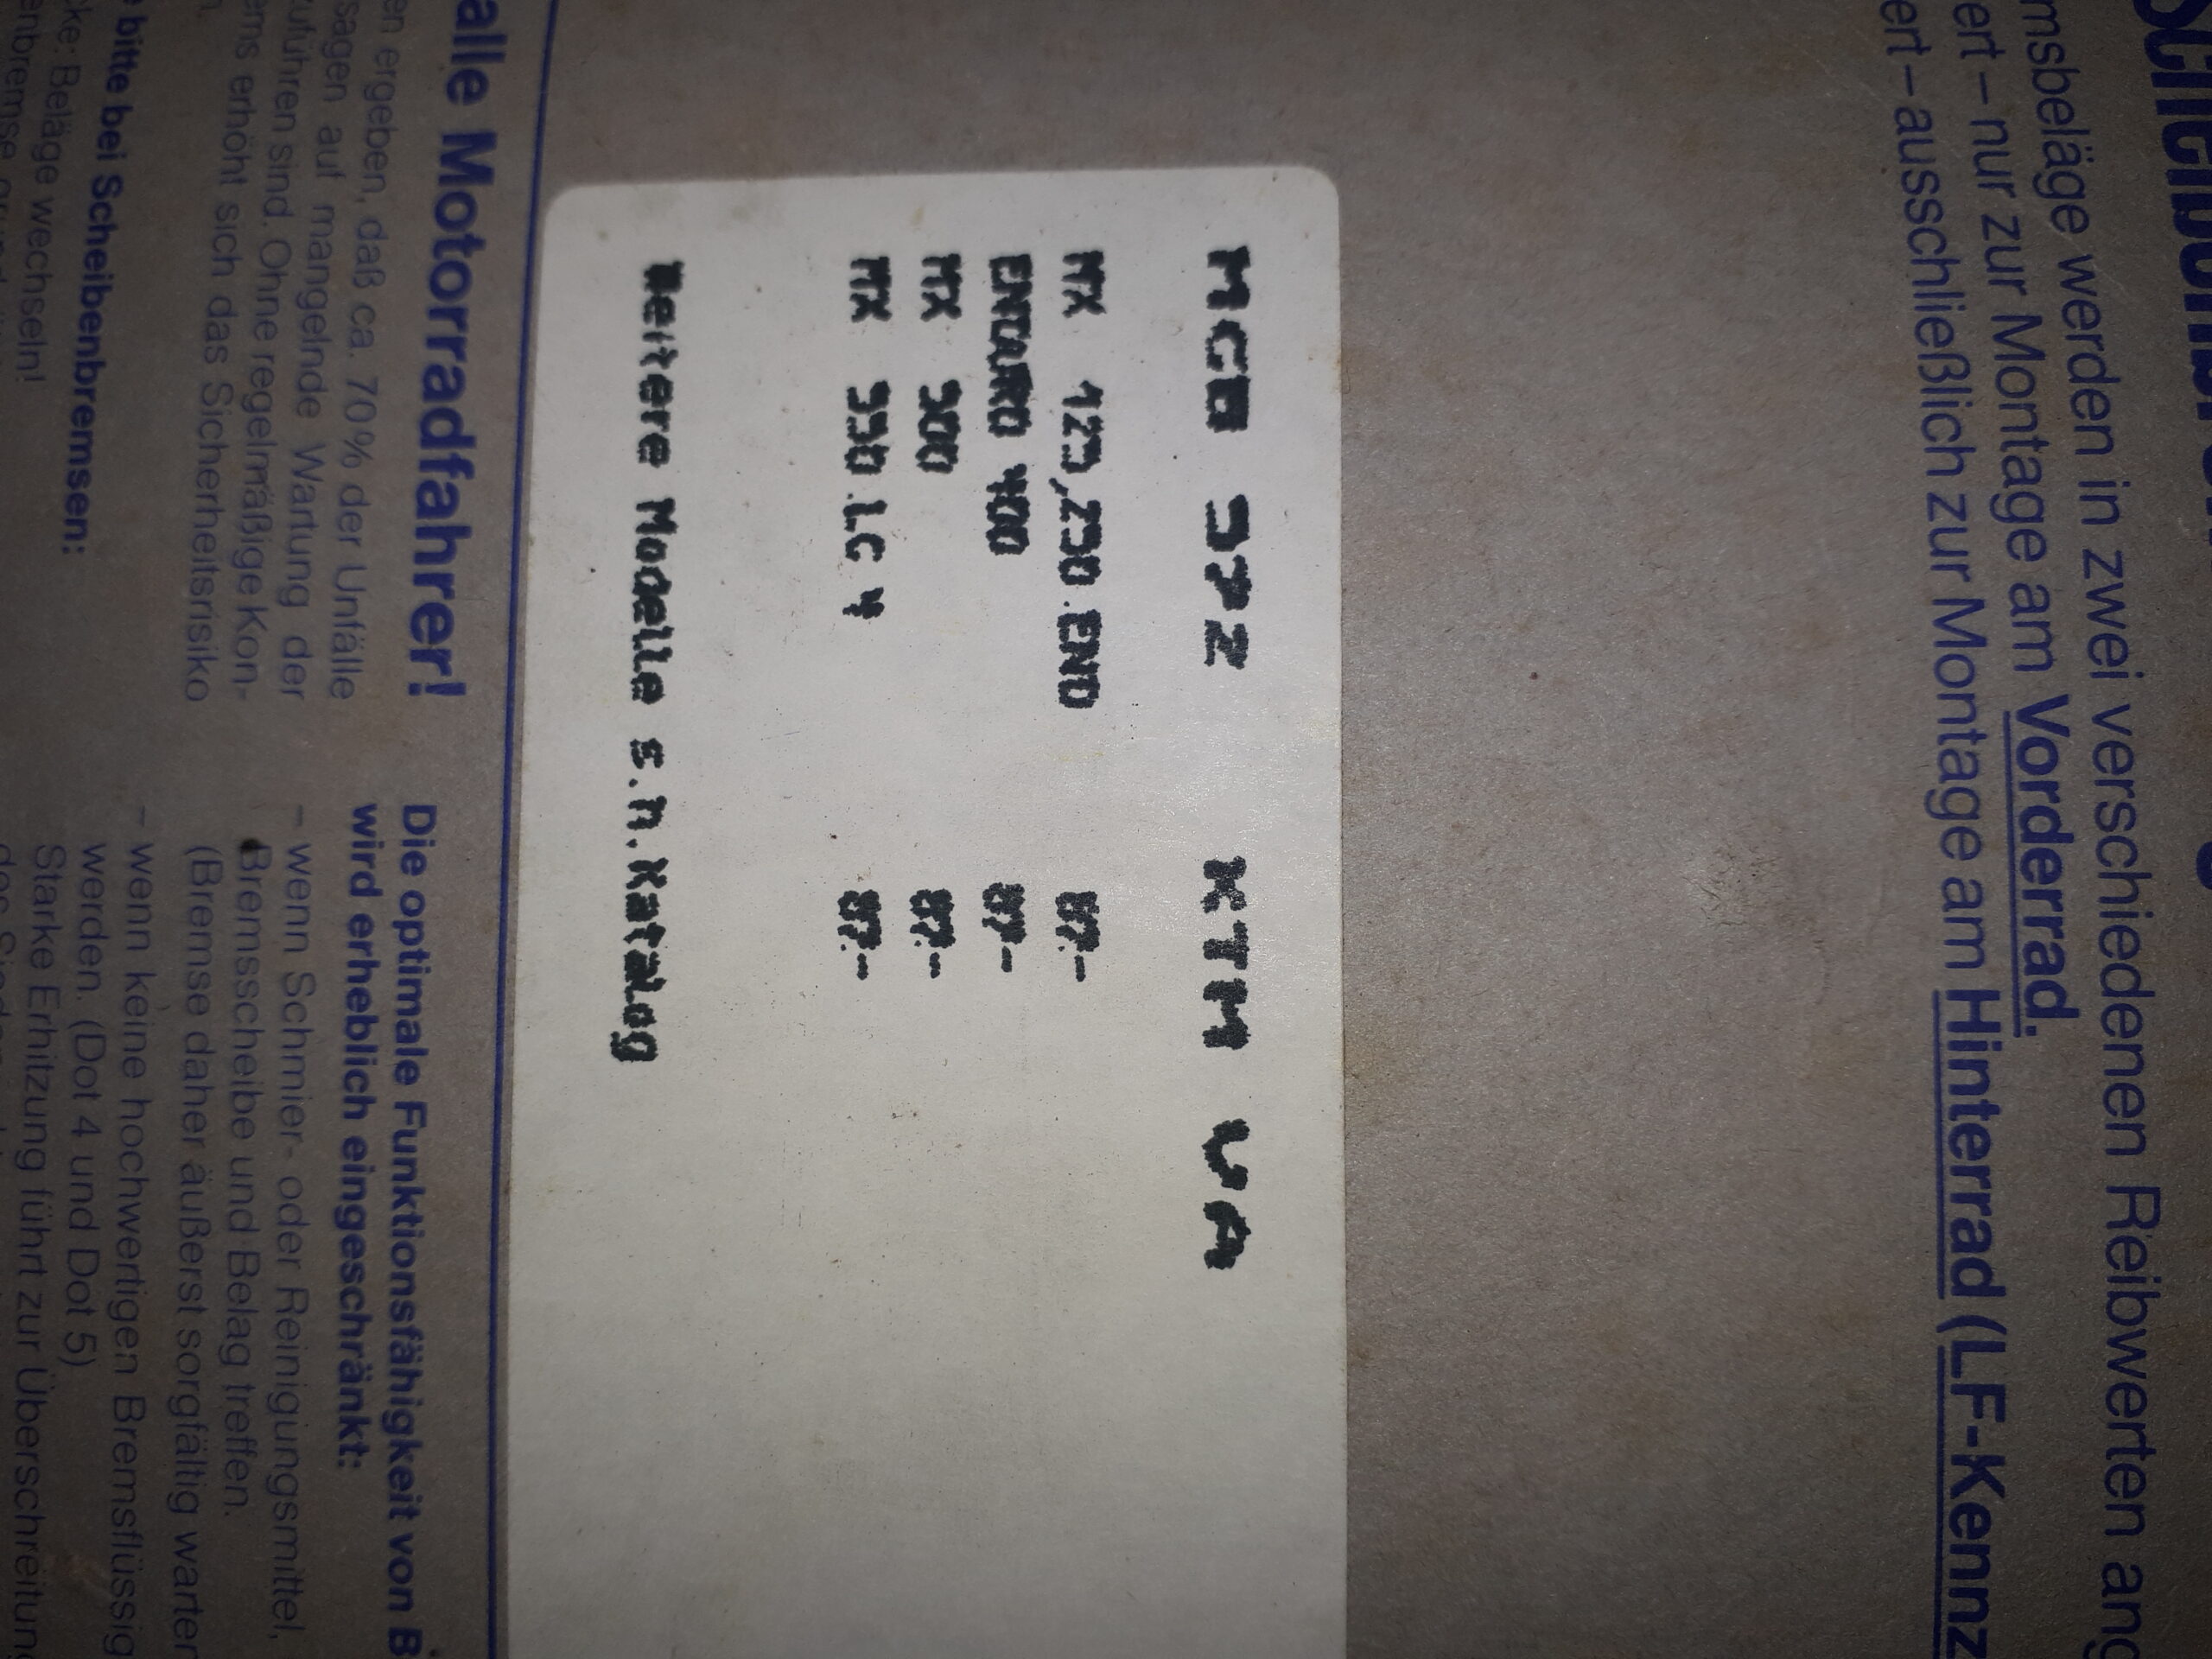 msbeläge werden in zwei verschiedenen Reibwerten ang
ert – nur zur Montage am Vorderrad.
ert – ausschließlich zur Montage am Hinterrad (LF-Kennz
MCB 572 KTM VA
MX 125,250 END 87.-
ENDURO 400 87-
MX 500 87.-
MX 350 LC 4 87.-
Weitere Modelle s.n.Katalog
alle Motorradfahrer!
en ergeben, daß ca. 70% der Unfälle
sagen auf mangelnde Wartung der
zuführen sind. Ohne regelmäßige Kon-
ems erhöht sich das Sicherheitsrisiko
bitte bei Scheibenbremsen:
Beläge wechseln!
Die optimale Funktionsfähigkeit von B
wird erheblich eingeschränkt:
– wenn Schmier- oder Reinigungsmittel,
Bremsscheibe und Belag treffen.
(Bremse daher äußerst sorgfältig warten
– wenn keine hochwertigen Bremsflüssig
werden. (Dot 4 und Dot 5)
Starke Erhitzung führt zur Überschreitung